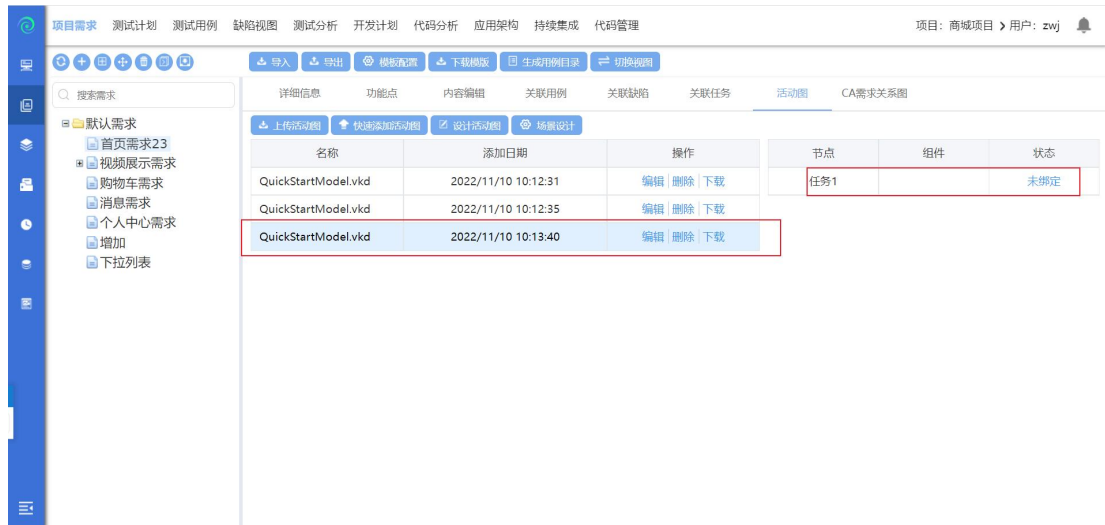 项目需求 测试计划 测试用例 缺陷视图 测试分析 开发计划 代码分析 应用架构 持续集成 代码管理 项目: 商城项目 > 用户: zwj
导入 导出 模板配置 下载模版 生成用例目录 切换视图
搜索需求 详细信息 功能点 内容编辑 关联用例 关联缺陷 关联任务 活动图 CA需求关系图
默认需求
首页需求23
视频展示需求
购物车需求
消息需求
个人中心需求
增加
下拉列表
上传活动图 快速添加活动图 设计活动图 场景设计
名称 添加日期 操作 节点 组件 状态
QuickStartModel.vkd 2022/11/10 10:12:31 编辑 删除 下载 任务1 未绑定
QuickStartModel.vkd 2022/11/10 10:12:35 编辑 删除 下载
QuickStartModel.vkd 2022/11/10 10:13:40 编辑 删除 下载